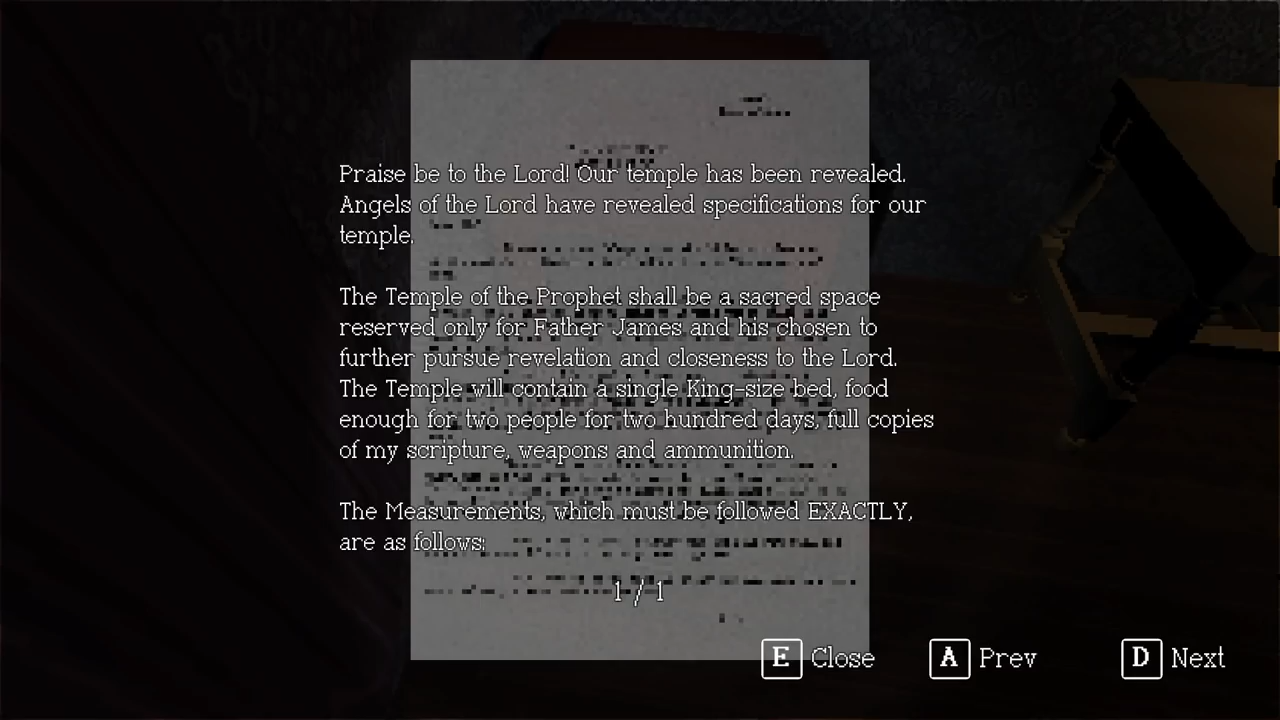 Praise be to the Lord! Our temple has been revealed.
Angels of the Lord have revealed specifications for our
temple.
The Temple of the Prophet shall be a sacred space
reserved only for Father James and his chosen to
further pursue revelation and closeness to the Lord.
The Temple will contain a single King-size bed, food
enough for two people for two hundred days, full copies
of my scripture, weapons and ammunition.
The Measurements, which must be followed EXACTLY,
are as follows:
1 / 1
E Close A Prev D Next